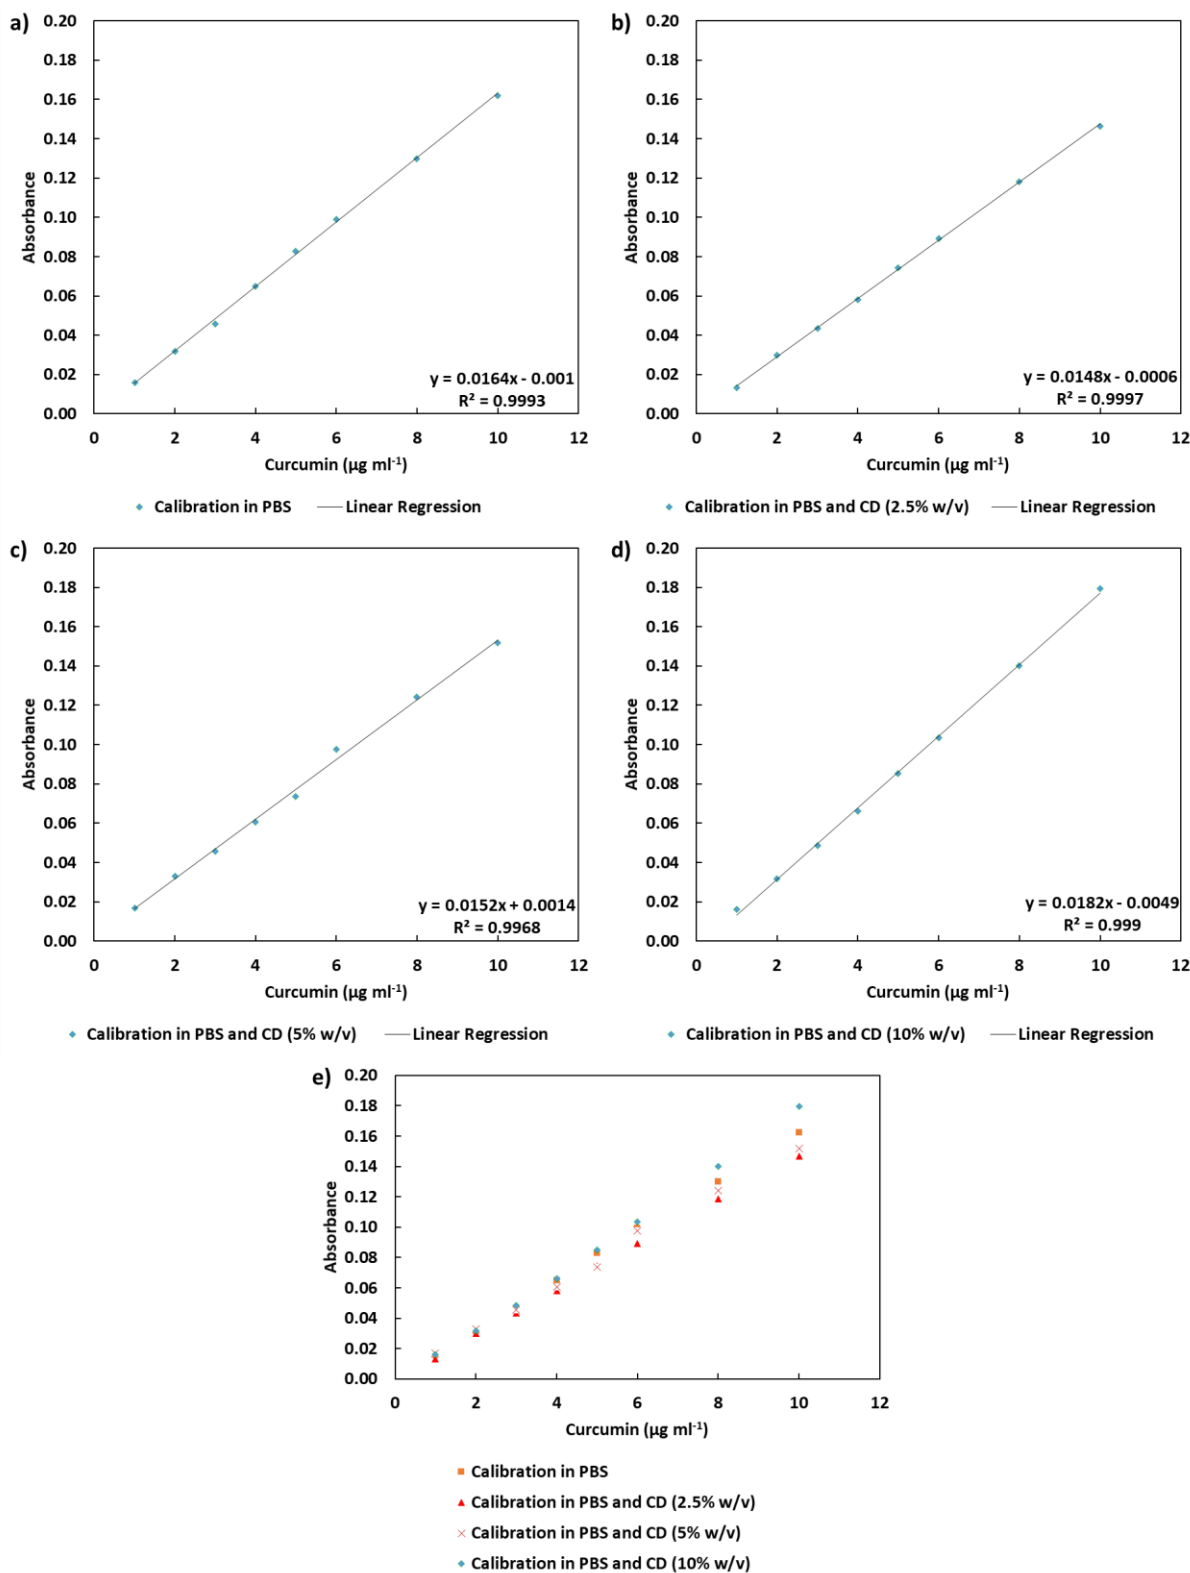 a)
0.20
0.18
0.16
0.14
0.12
0.10
0.08
0.06
0.04
0.02
0.00
Absorbance
y = 0.0164x - 0.001
R² = 0.9993
0 2 4 6 8 10 12
Curcumin (µg ml⁻¹)
Calibration in PBS Linear Regression
b)
0.20
0.18
0.16
0.14
0.12
0.10
0.08
0.06
0.04
0.02
0.00
Absorbance
y = 0.0148x - 0.0006
R² = 0.9997
0 2 4 6 8 10 12
Curcumin (µg ml⁻¹)
Calibration in PBS and CD (2.5% w/v) Linear Regression
c)
0.20
0.18
0.16
0.14
0.12
0.10
0.08
0.06
0.04
0.02
0.00
Absorbance
y = 0.0152x + 0.0014
R² = 0.9968
0 2 4 6 8 10 12
Curcumin (µg ml⁻¹)
Calibration in PBS and CD (5% w/v) Linear Regression
d)
0.20
0.18
0.16
0.14
0.12
0.10
0.08
0.06
0.04
0.02
0.00
Absorbance
y = 0.0182x - 0.0049
R² = 0.999
0 2 4 6 8 10 12
Curcumin (µg ml⁻¹)
Calibration in PBS and CD (10% w/v) Linear Regression
e)
0.20
0.18
0.16
0.14
0.12
0.10
0.08
0.06
0.04
0.02
0.00
Absorbance
0 2 4 6 8 10 12
Curcumin (µg ml⁻¹)
Calibration in PBS
Calibration in PBS and CD (2.5% w/v)
Calibration in PBS and CD (5% w/v)
Calibration in PBS and CD (10% w/v)